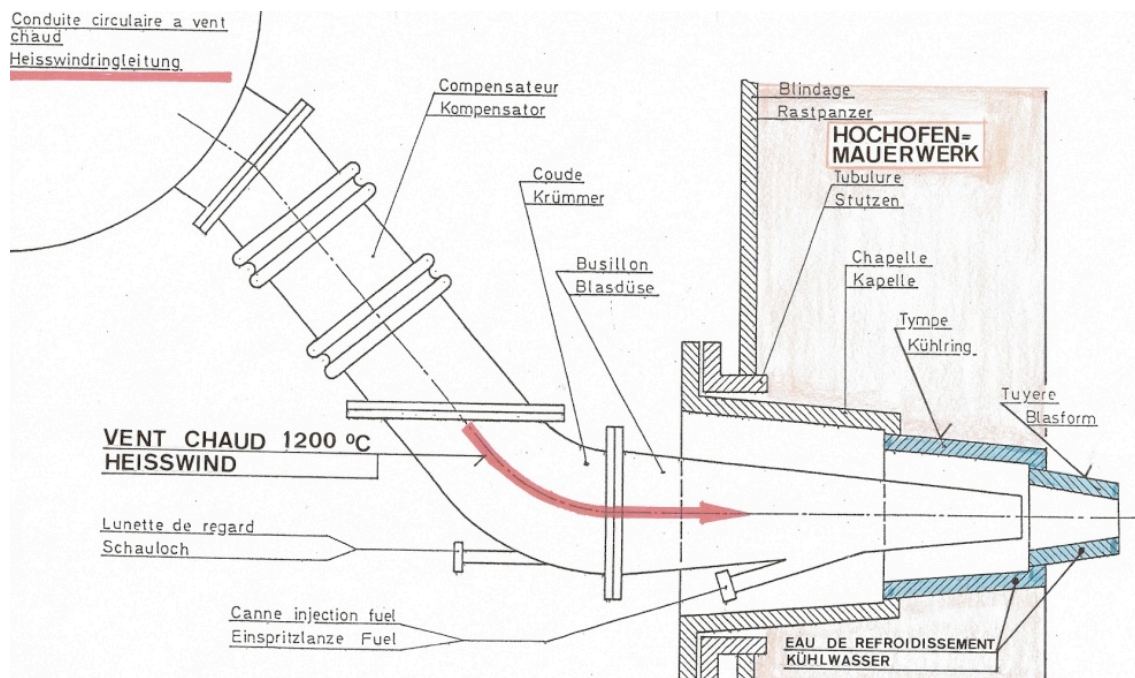 Conduite circulaire a vent
chaud
Heisswindringleitung
Compensateur
Kompensator
Blindage
Rastpanzer
HOCHOFEN=
MAUERWERK
Coude
Krümmer
Tubulure
Stutzen
Busillon
Blasdüse
Chapelle
Kapelle
Tympe
Kühlring
Tuyere
Blasform
VENT CHAUD 1200 °C
HEISSWIND
Lunette de regard
Schauloch
Canne injection fuel
Einspritzlanze Fuel
EAU DE REFROIDISSEMENT
KÜHLWASSER